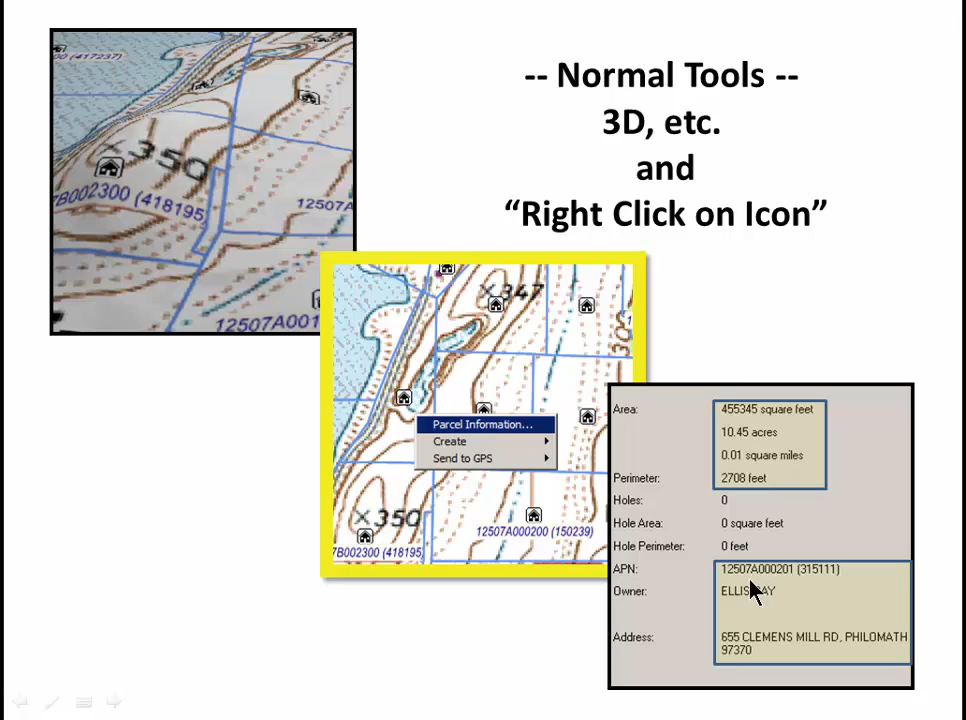 -- Normal Tools --
3D, etc.
and
“Right Click on Icon”
00 (417237)
350
7B002300 (418195)
12507A
12507A001
347
30
Parcel Information...
Create
Send to GPS
350
12507A000200 (150239)
7B002300 (418195)
Area: 455345 square feet
10.45 acres
0.01 square miles
Perimeter: 2708 feet
Holes: 0
Hole Area: 0 square feet
Hole Perimeter: 0 feet
APN: 12507A000201 (315111)
Owner:
Address: 655 CLEMENS MILL RD, PHILOMATH
97370